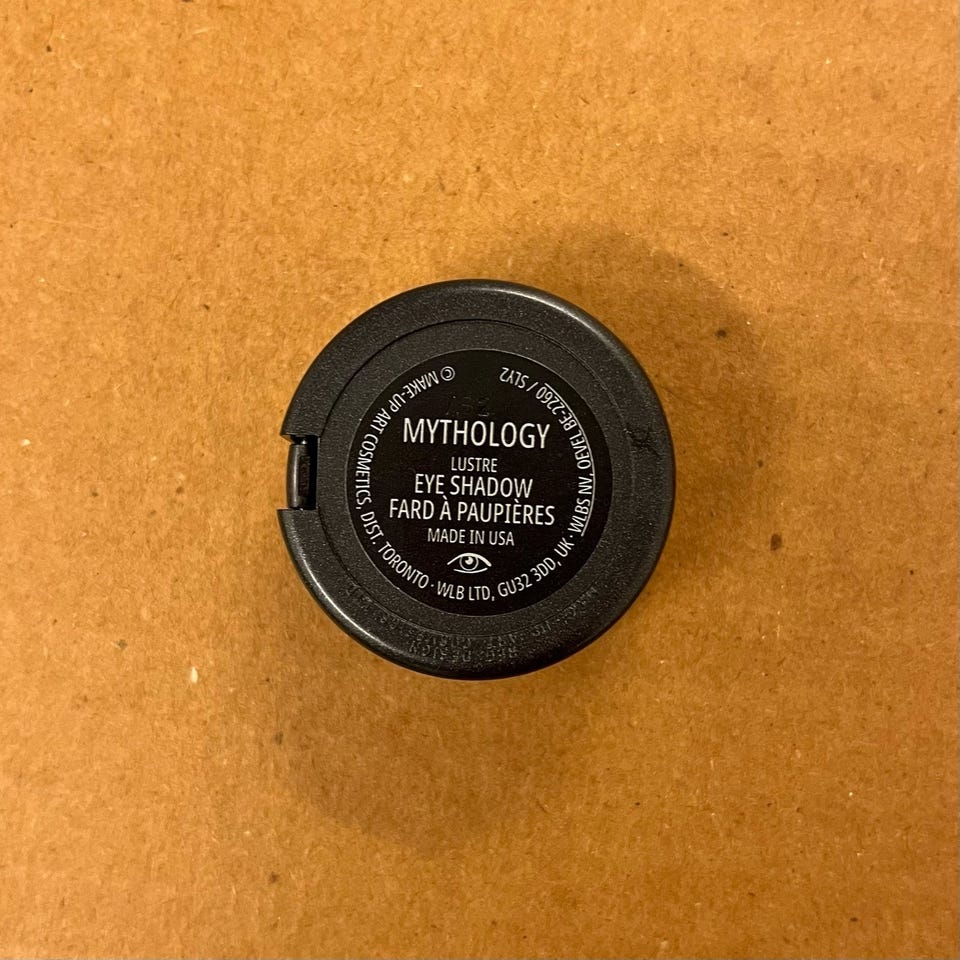 MYTHOLOGY
LUSTRE
EYE SHADOW
FARD À PAUPIÈRES
MADE IN USA
© MAKE-UP ART COSMETICS, DIST. TORONTO · WLB LTD, GU32 3DD, UK · WLBS NV, OEVEL BE-2260 / SLYZ